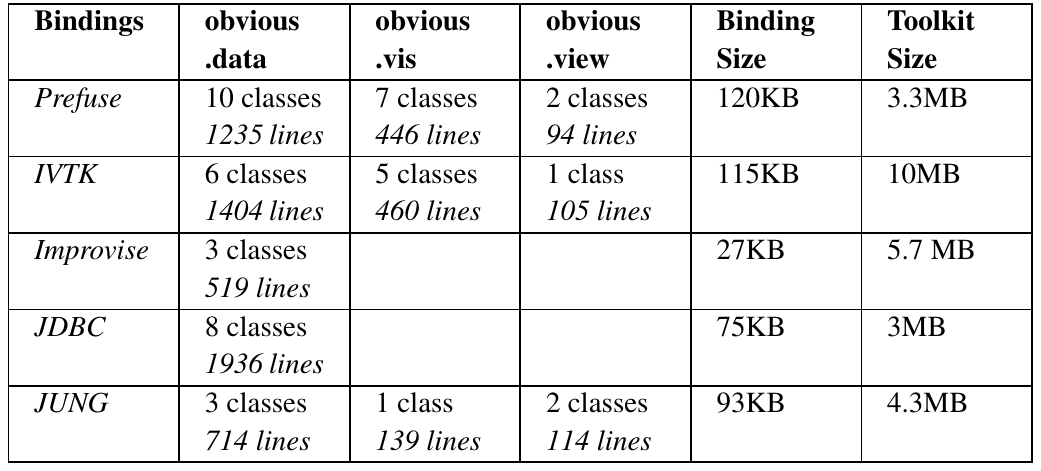 Bindings obvious obvious obvious Binding Toolkit
.data .vis .view Size Size
Prefuse 10 classes 7 classes 2 classes 120KB 3.3MB
1235 lines 446 lines 94 lines
IVTK 6 classes 5 classes 1 class 115KB 10MB
1404 lines 460 lines 105 lines
Improvise 3 classes 27KB 5.7 MB
519 lines
JDBC 8 classes 75KB 3MB
1936 lines
JUNG 3 classes 1 class 2 classes 93KB 4.3MB
714 lines 139 lines 114 lines